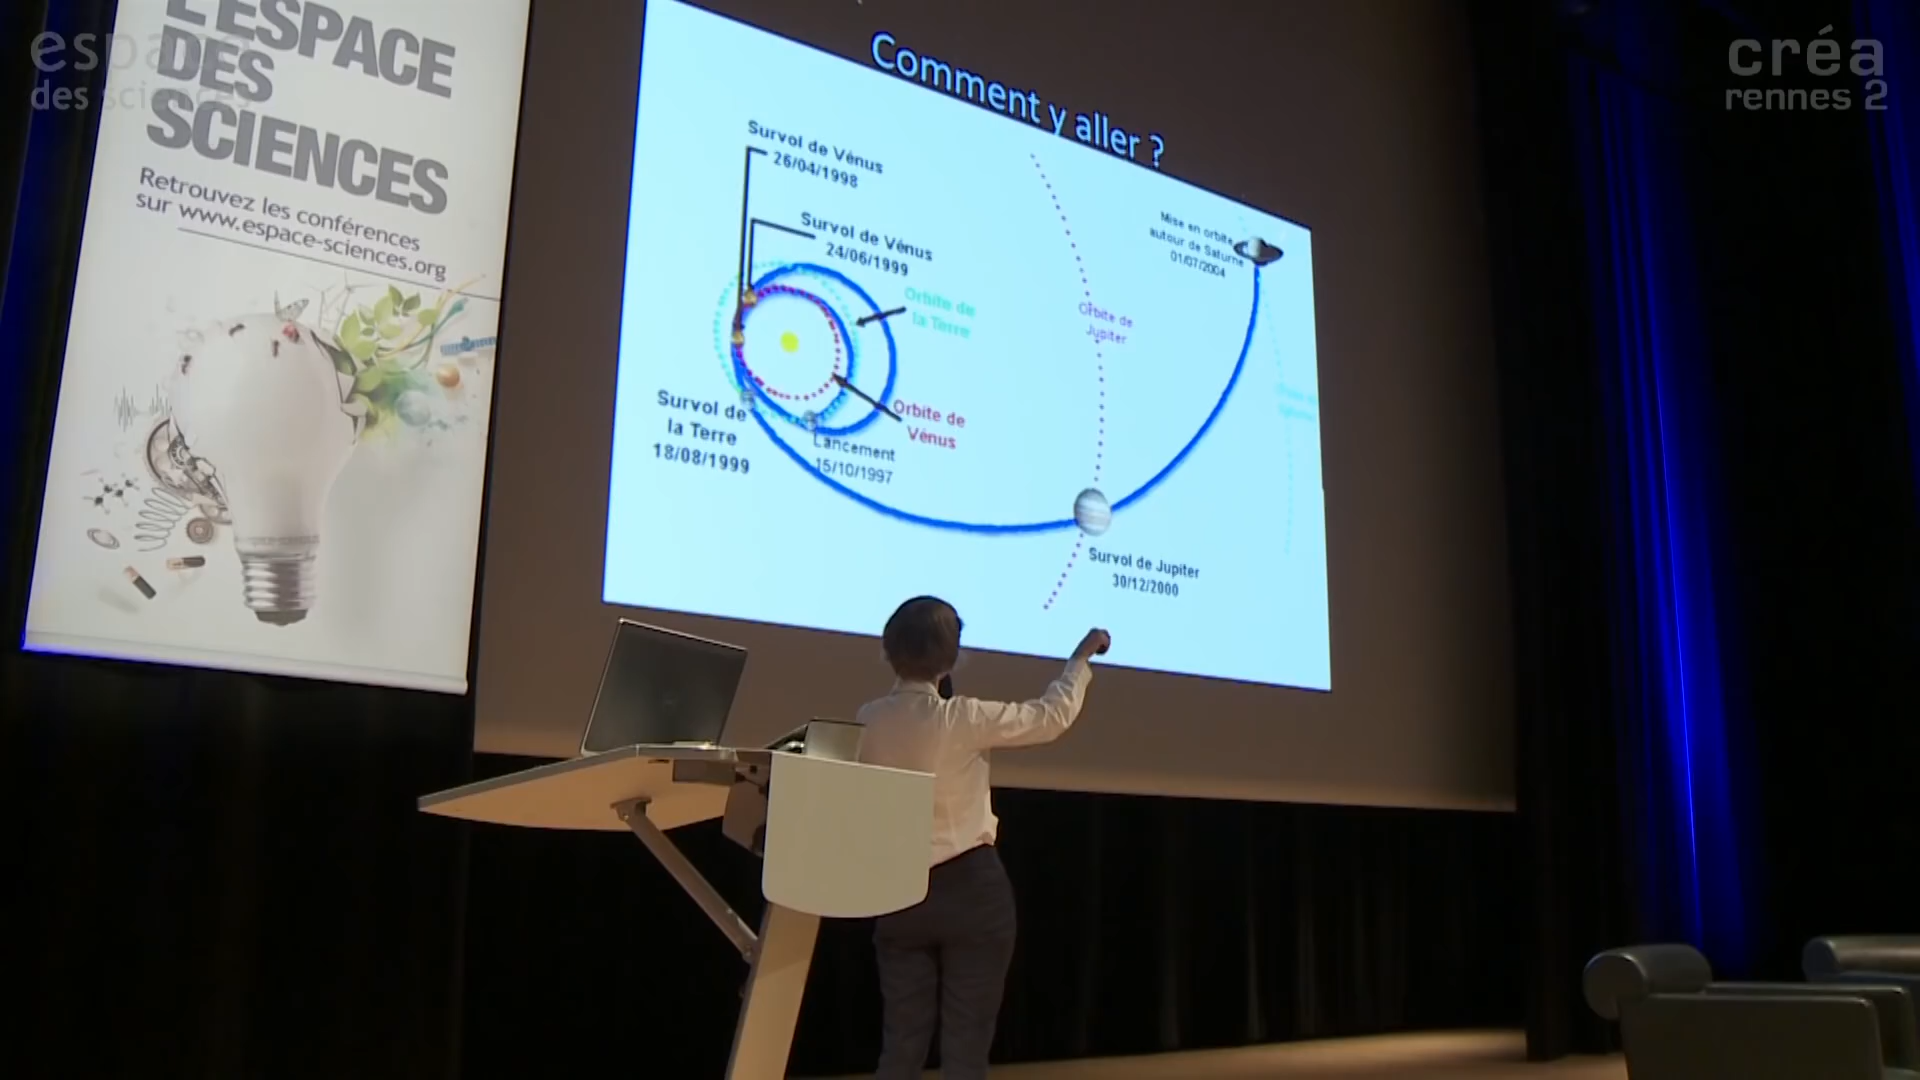 espace
des sciences
L'ESPACE
DES
SCIENCES
Retrouvez les conférences
sur www.espace-sciences.org
créa
rennes 2
Comment y aller ?
Survol de Vénus
26/04/1998
Survol de Vénus
24/06/1999
Orbite de
la Terre
Orbite de
Jupiter
Mise en orbite
autour de Saturne
01/07/2004
Survol de
la Terre
18/08/1999
Orbite de
Vénus
Lancement
15/10/1997
Survol de Jupiter
30/12/2000